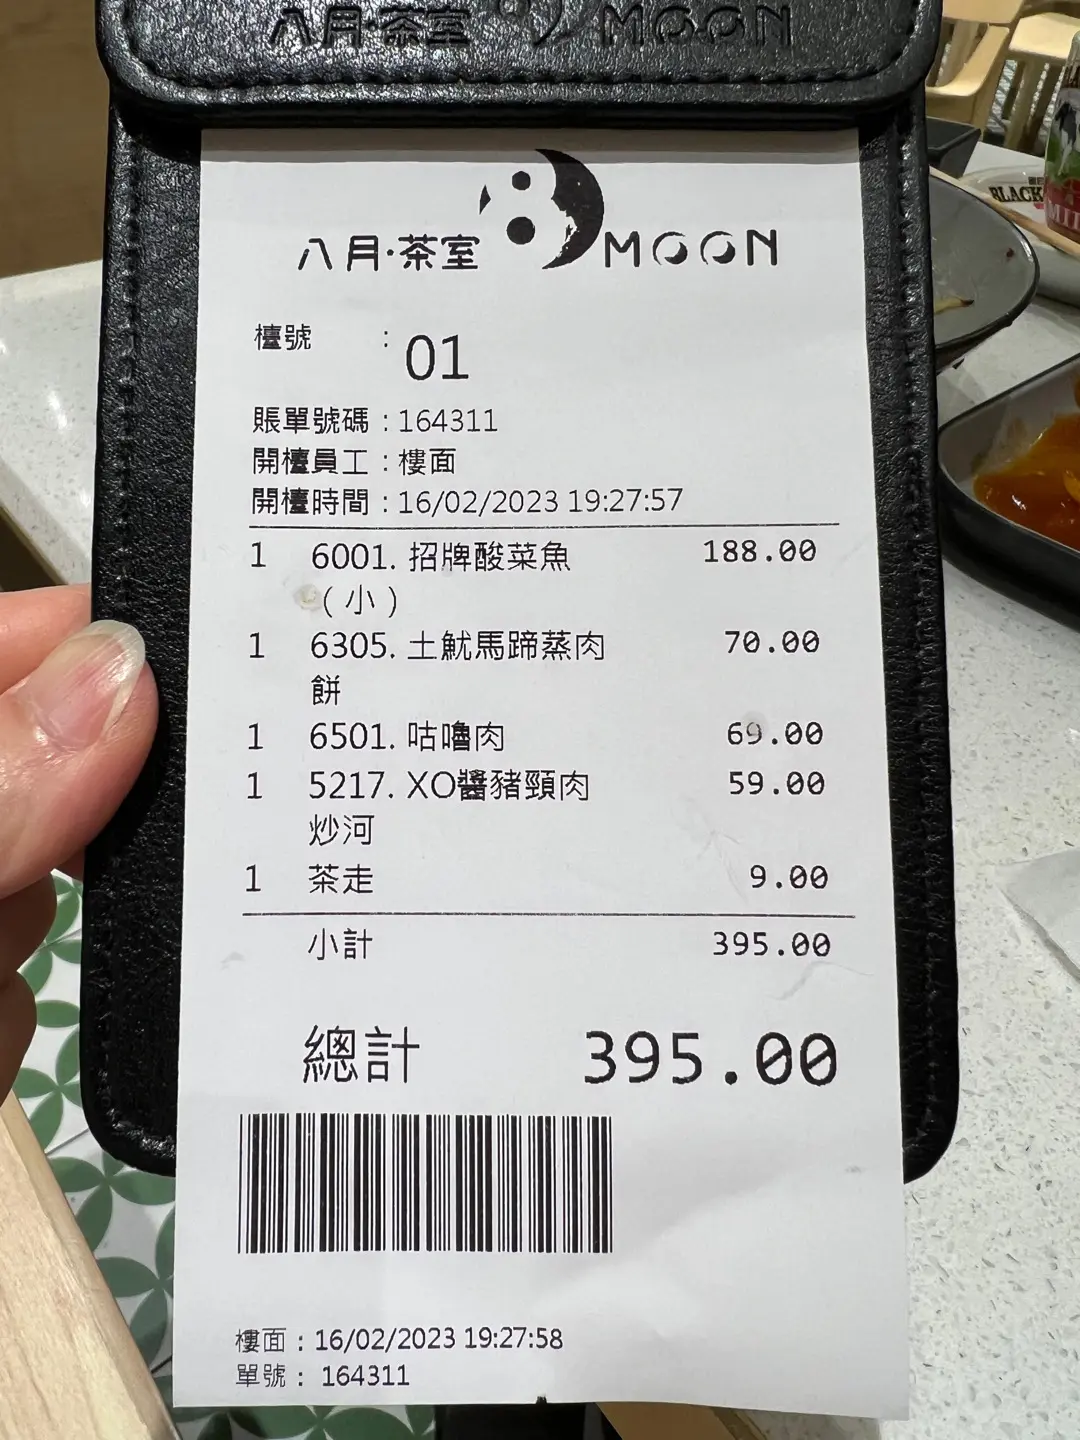 八月·茶室 MOON
八月·茶室 MOON
檯號 : 01
賬單號碼 : 164311
開檯員工 : 樓面
開檯時間 : 16/02/2023 19:27:57
1 6001. 招牌酸菜魚 188.00
( 小 )
1 6305. 土魷馬蹄蒸肉 70.00
餅
1 6501. 咕嚕肉 69.00
1 5217. XO醬豬頸肉 59.00
炒河
1 茶走 9.00
小計 395.00
總計 395.00
樓面 : 16/02/2023 19:27:58
單號 : 164311
BLACK